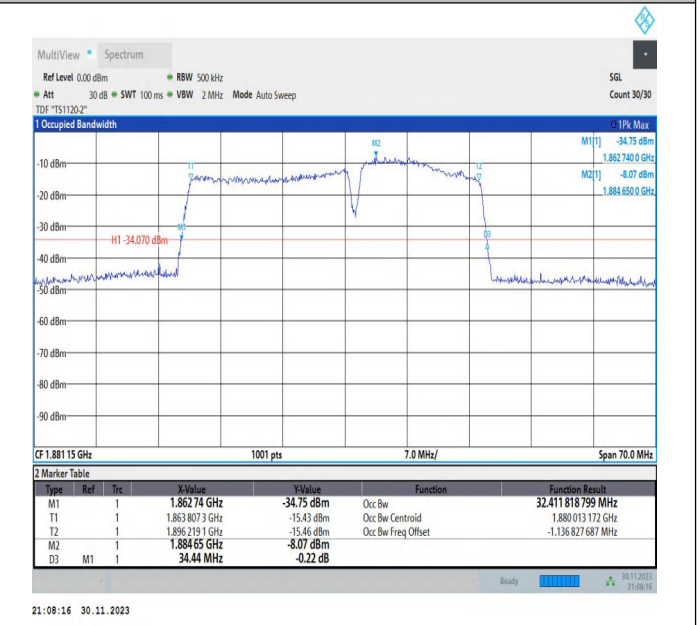 MultiView Spectrum
Ref Level 0.00 dBm RBW 500 kHz SGL
Att 30 dB SWT 100 ms VBW 2 MHz Mode Auto Sweep Count 30/30
TDF "TS1120-2"
1 Occupied Bandwidth 1Pk Max
M1[1] -34.75 dBm
1.862 740 0 GHz
M2[1] -8.07 dBm
1.884 650 0 GHz
M2
T1
T2
-10 dBm
-20 dBm
-30 dBm
M1
D3
H1 -34.070 dBm
-40 dBm
-50 dBm
-60 dBm
-70 dBm
-80 dBm
-90 dBm
CF 1.881 15 GHz 1001 pts 7.0 MHz/ Span 70.0 MHz
2 Marker Table
Type Ref Trc X-Value Y-Value Function Function Result
M1 1 1.862 74 GHz -34.75 dBm Occ Bw 32.411 818 799 MHz
T1 1 1.863 807 3 GHz -15.43 dBm Occ Bw Centroid 1.880 013 172 GHz
T2 1 1.896 219 1 GHz -15.46 dBm Occ Bw Freq Offset -1.136 827 687 MHz
M2 1 1.884 65 GHz -8.07 dBm
D3 M1 1 34.44 MHz -0.22 dB
Ready 30.11.2023
21:08:16
21:08:16 30.11.2023